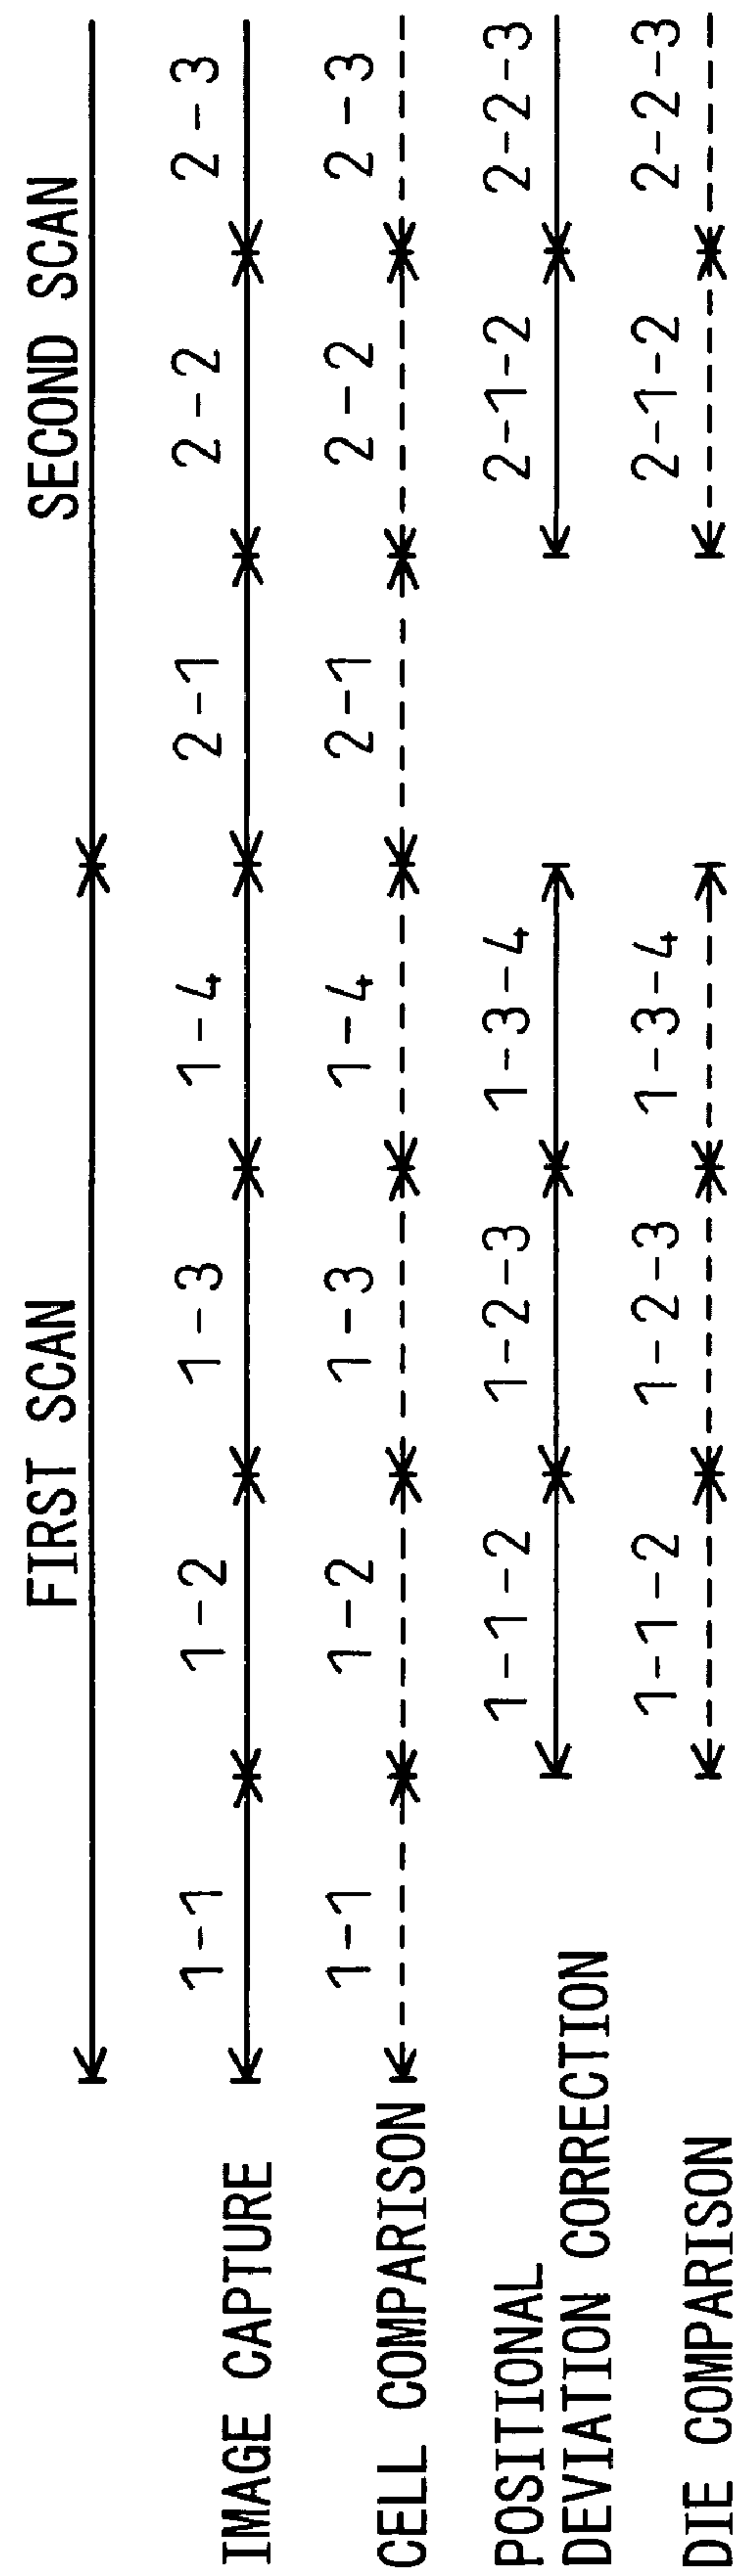 FIRST SCAN SECOND SCAN
IMAGE CAPTURE 1-1 1-2 1-3 1-4 2-1 2-2 2-3
CELL COMPARISON 1-1 1-2 1-3 1-4 2-1 2-2 2-3
POSITIONAL
DEVIATION CORRECTION 1-1-2 1-2-3 1-3-4 2-1-2 2-2-3
DIE COMPARISON 1-1-2 1-2-3 1-3-4 2-1-2 2-2-3